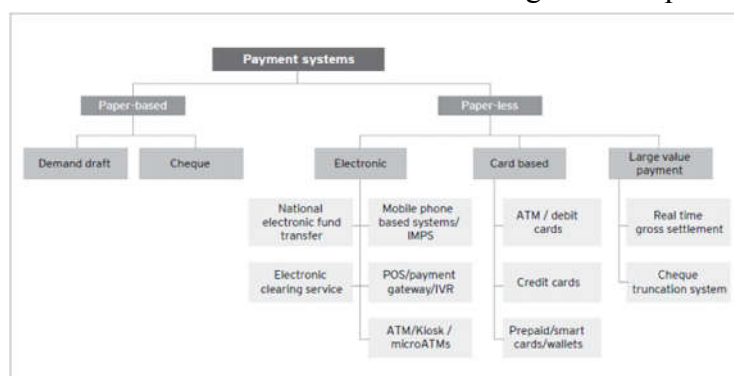 Payment systems
Paper-based
Paper-less
Demand draft
Cheque
Electronic
Card based
Large value
payment
National
electronic fund
transfer
Mobile phone
based systems/
IMPS
ATM / debit
cards
Real time
gross settlement
Electronic
clearing service
POS/payment
gateway/IVR
Credit cards
Cheque
truncation system
ATM/Kiosk /
microATMs
Prepaid/smart
cards/wallets